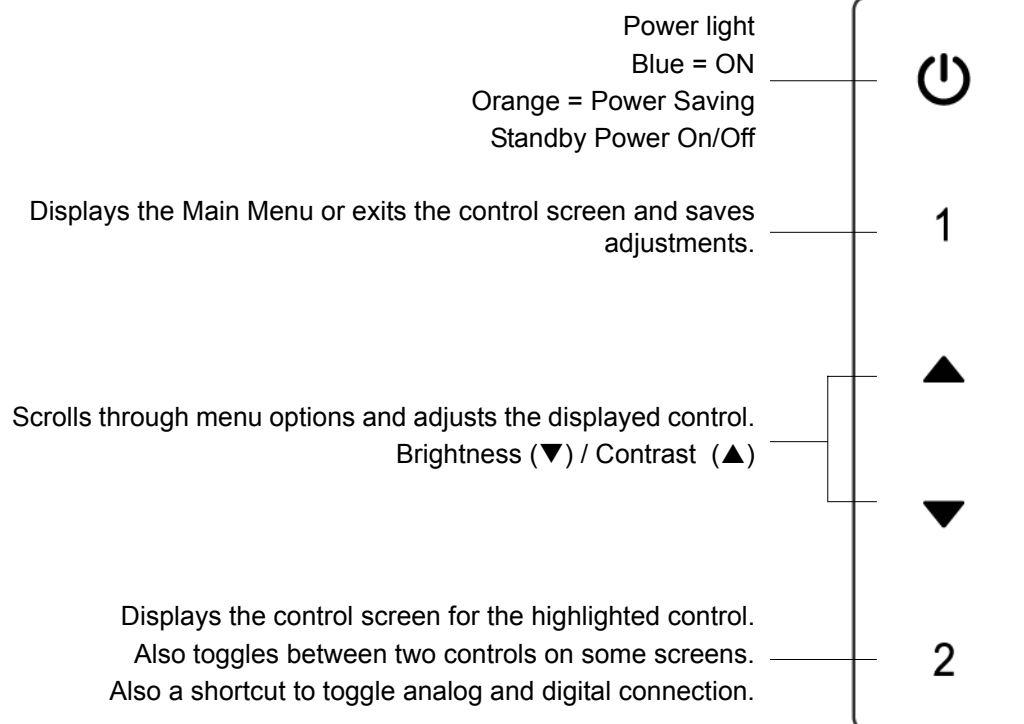 Power light
Blue = ON
Orange = Power Saving
Standby Power On/Off
Displays the Main Menu or exits the control screen and saves
adjustments.
1
Scrolls through menu options and adjusts the displayed control.
Brightness (▼) / Contrast (▲)
Displays the control screen for the highlighted control.
Also toggles between two controls on some screens.
Also a shortcut to toggle analog and digital connection.
2